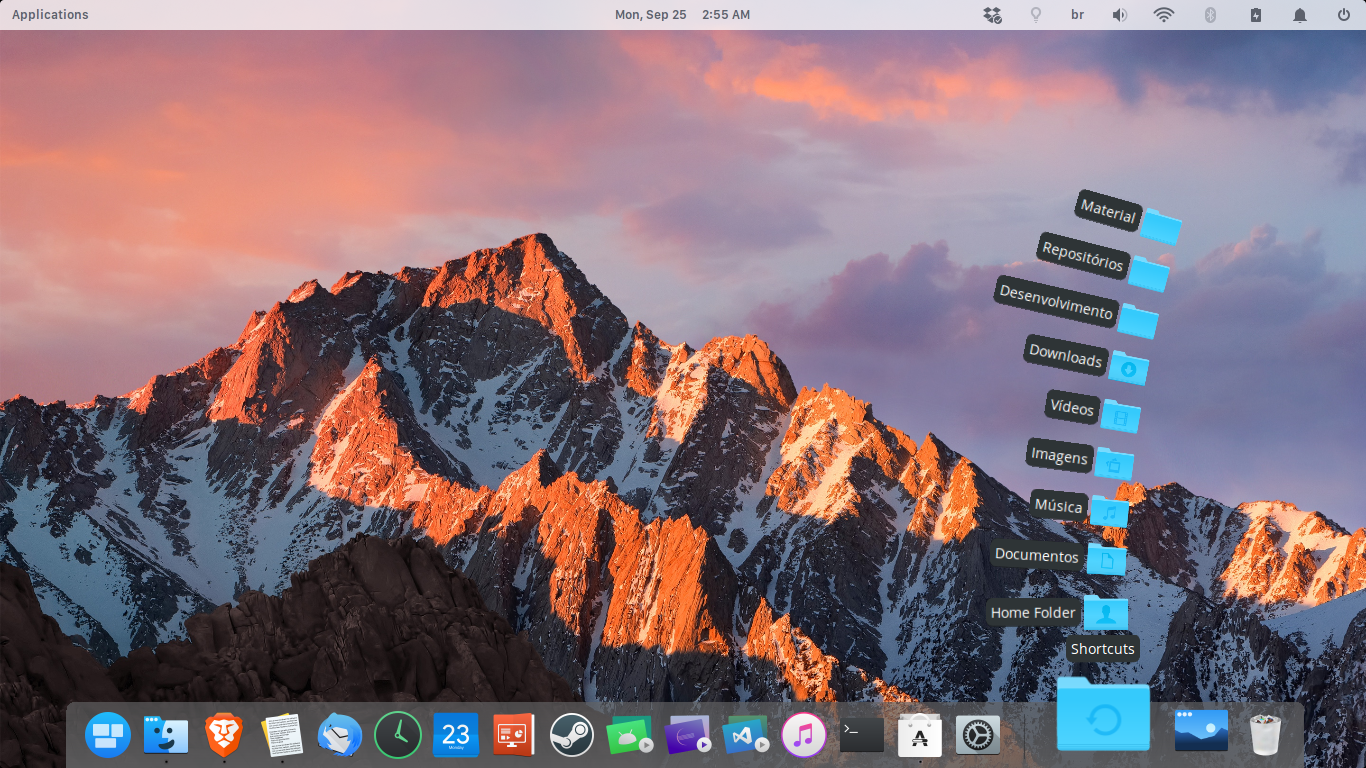 Applications
Mon, Sep 25 2:55 AM
br
Material
Repositórios
Desenvolvimento
Downloads
Vídeos
Imagens
Música
Documentos
Home Folder
Shortcuts
23
Monday
>_